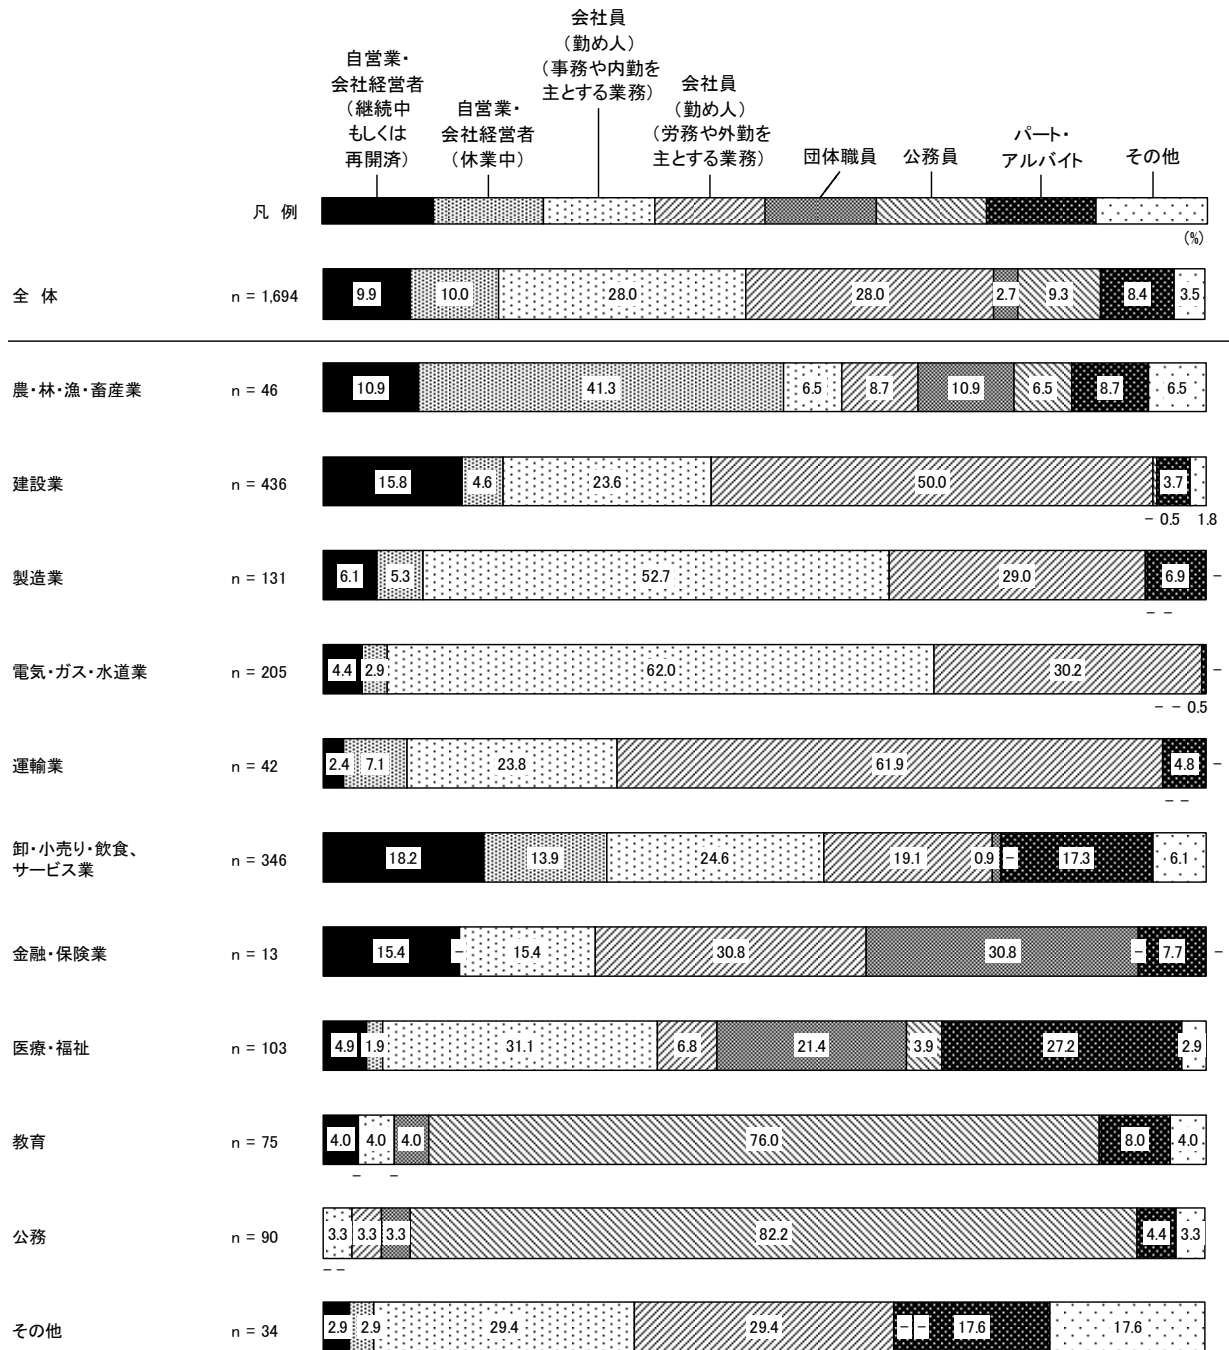 自営業・
会社経営者
（継続中
もしくは
再開済）
自営業・
会社経営者
（休業中）
会社員
（勤め人）
（事務や内勤を
主とする業務）
会社員
（勤め人）
（労務や外勤を
主とする業務）
団体職員
公務員
パート・
アルバイト
その他
凡 例
(%)
全 体 n = 1,694 9.9 10.0 28.0 28.0 2.7 9.3 8.4 3.5
農・林・漁・畜産業 n = 46 10.9 41.3 6.5 8.7 10.9 6.5 8.7 6.5
建設業 n = 436 15.8 4.6 23.6 50.0 3.7
- 0.5 1.8
製造業 n = 131 6.1 5.3 52.7 29.0 6.9 -
- -
電気・ガス・水道業 n = 205 4.4 2.9 62.0 30.2 -
- - 0.5
運輸業 n = 42 2.4 7.1 23.8 61.9 4.8 -
- -
卸・小売り・飲食、
サービス業 n = 346 18.2 13.9 24.6 19.1 0.9 - 17.3 6.1
金融・保険業 n = 13 15.4 - 15.4 30.8 30.8 - 7.7 -
医療・福祉 n = 103 4.9 1.9 31.1 6.8 21.4 3.9 27.2 2.9
教育 n = 75 4.0 4.0 4.0 76.0 8.0 4.0
- -
公務 n = 90 3.3 3.3 3.3 82.2 4.4 3.3
- -
その他 n = 34 2.9 2.9 29.4 29.4 - - 17.6 17.6